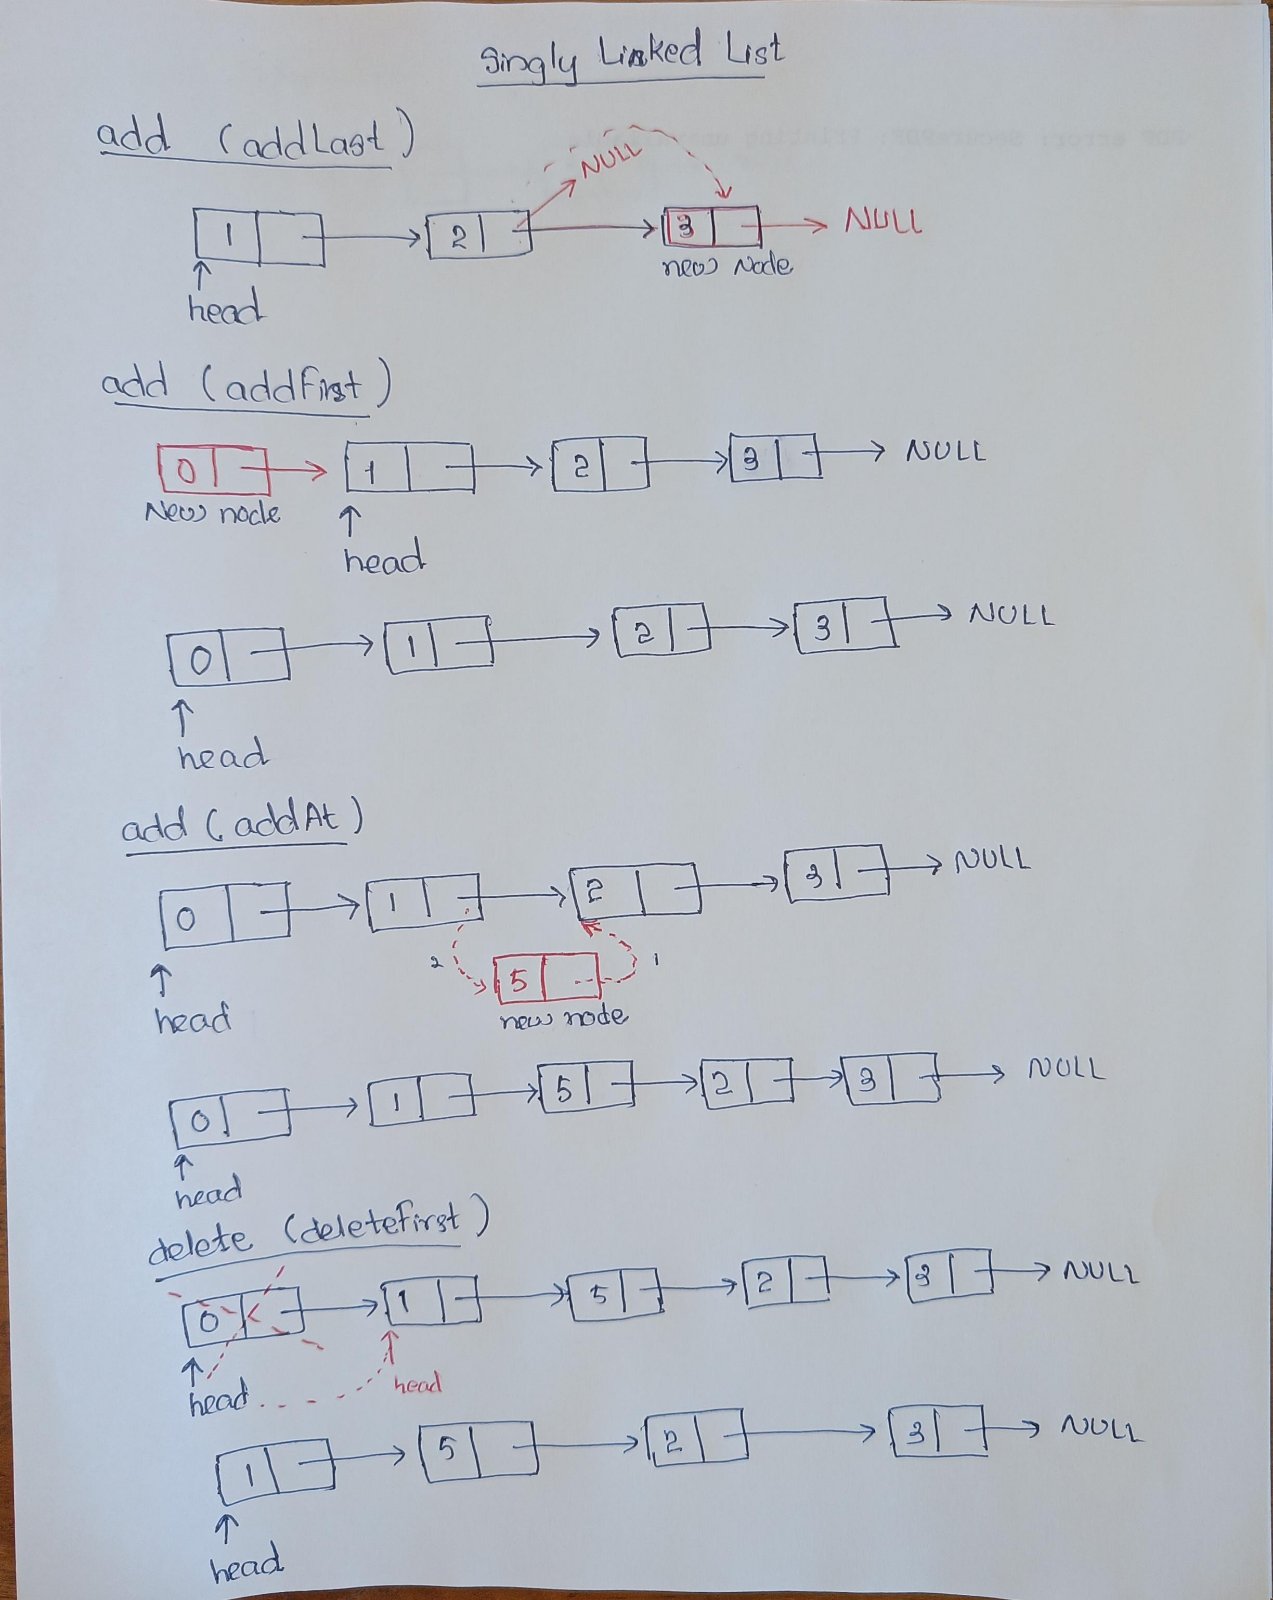 Singly Linked List
add (addLast)
NULL
1 2 3 NULL
new Node
head
add (addFirst)
0 1 2 3 NULL
New node
head
0 1 2 3 NULL
head
add (addAt)
0 1 2 3 NULL
2 5 1
new node
head
0 1 5 2 3 NULL
head
delete (deleteFirst)
0 1 5 2 3 NULL
head head
1 5 2 3 NULL
head